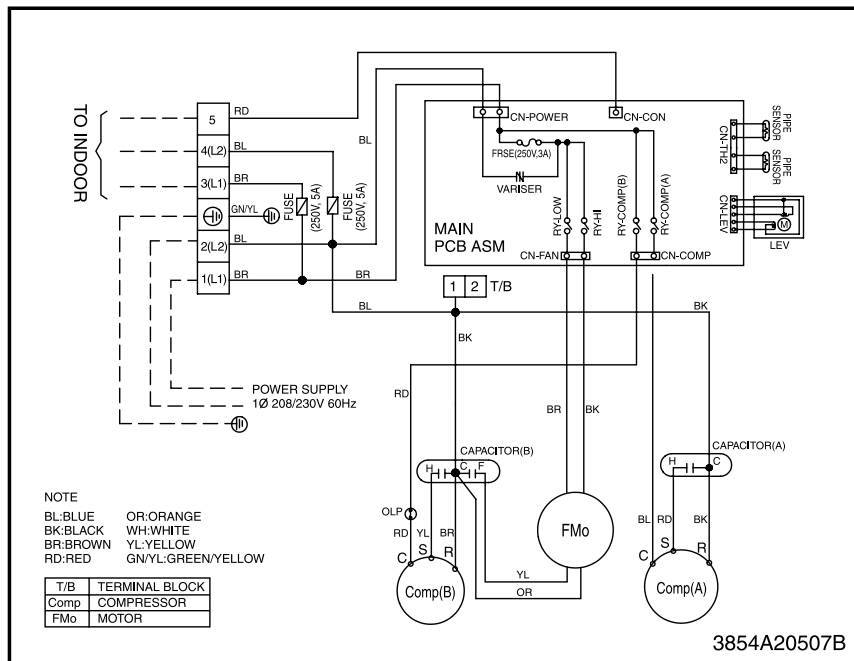 TO INDOOR
5
4(L2)
3(L1)
2(L2)
1(L1)
RD
BL
BR
GN/YL
BL
BR
BL
FUSE
(250V, 5A)
FUSE
(250V, 5A)
BR
BL
CN-POWER
CN-CON
FRSE(250V,3A)
VARISER
MAIN
PCB ASM
RY-LOW
RY-HI
RY-COMP(B)
RY-COMP(A)
CN-FAN
CN-COMP
CN-TH2
PIPE
SENSOR
PIPE
SENSOR
CN-LEV
M
LEV
1 2 T/B
BK
BK
POWER SUPPLY
1Ø 208/230V 60Hz
RD
BR
BK
CAPACITOR(B)
H C F
CAPACITOR(A)
H C
OLP
RD YL BR
C S R
Comp(B)
FMo
YL
OR
BL RD BK
C S R
Comp(A)
NOTE
BL:BLUE OR:ORANGE
BK:BLACK WH:WHITE
BR:BROWN YL:YELLOW
RD:RED GN/YL:GREEN/YELLOW
T/B TERMINAL BLOCK
Comp COMPRESSOR
FMo MOTOR
3854A20507B